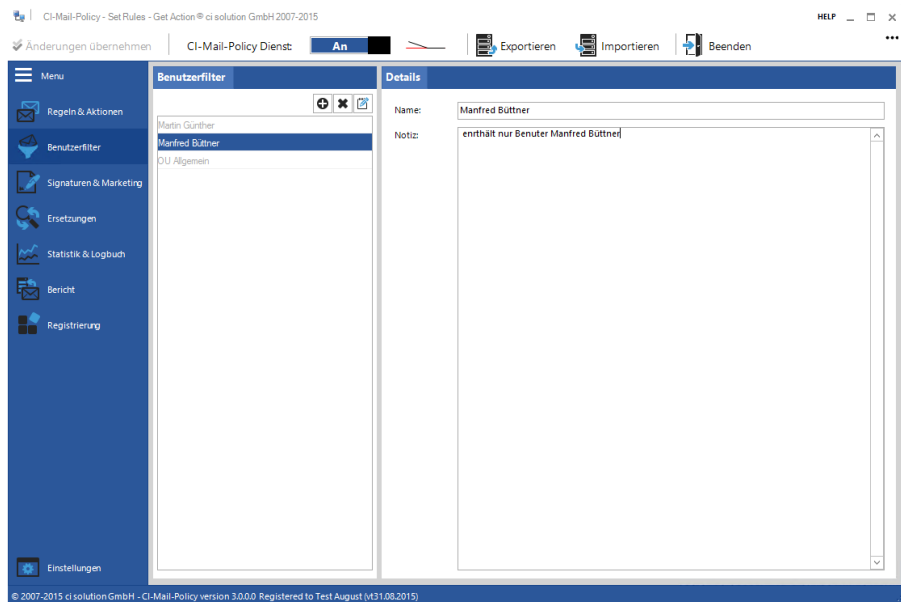 CI-Mail-Policy - Set Rules - Get Action ® ci solution GmbH 2007-2015
HELP
Änderungen übernehmen
CI-Mail-Policy Dienst:
An
Exportieren
Importieren
Beenden
Menu
Benutzerfilter
Details
Regeln & Aktionen
Name:
Manfred Büttner
Martin Günther
Notiz:
enthält nur Benuter Manfred Büttner
Benutzerfilter
Manfred Büttner
OU Allgemein
Signaturen & Marketing
Ersetzungen
Statistik & Logbuch
Bericht
Registrierung
Einstellungen
© 2007-2015 ci solution GmbH - CI-Mail-Policy version 3.0.0.0 Registered to Test August (vt31.08.2015)